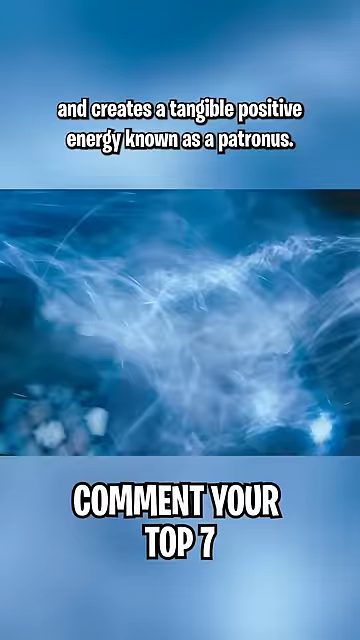 and creates a tangible positive
energy known as a patronus.
COMMENT YOUR
TOP 7